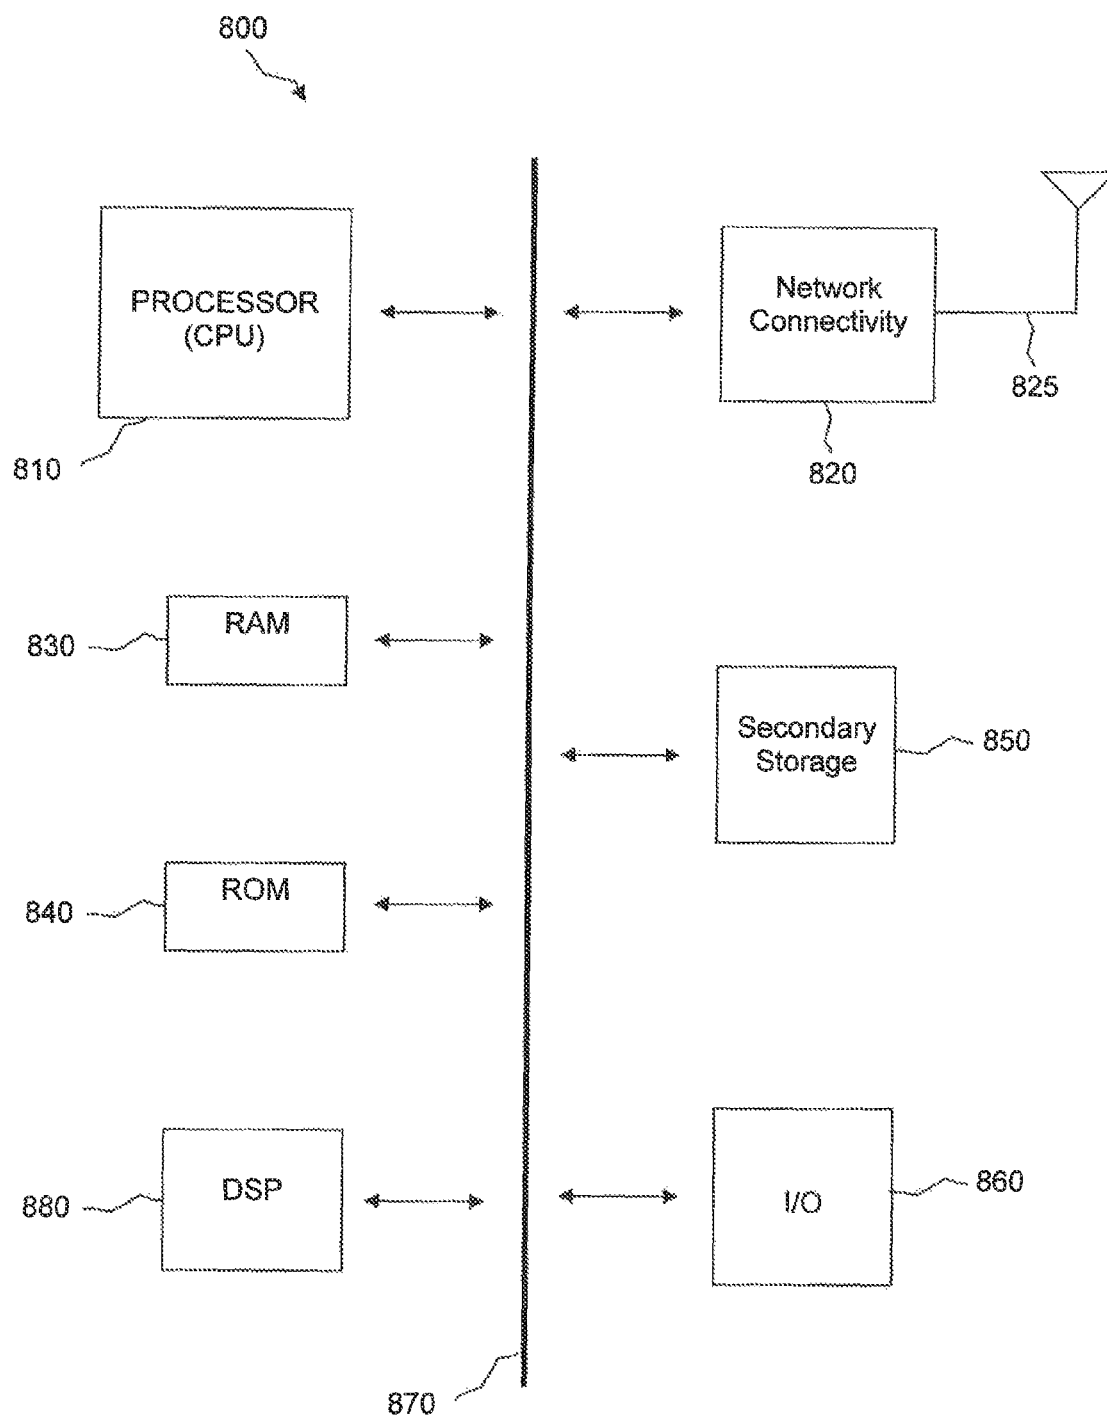 800
PROCESSOR
(CPU)
810
Network
Connectivity
825
820
RAM
830
Secondary
Storage
850
ROM
840
DSP
880
I/O
860
870